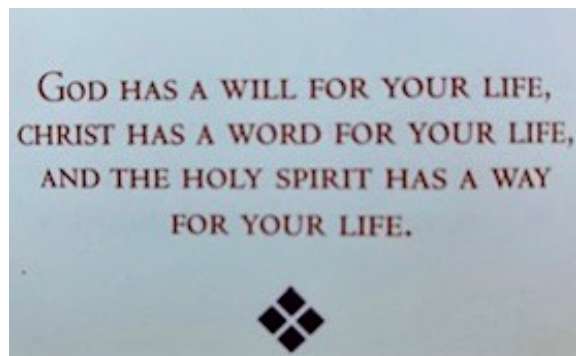 God has a will for your life,
christ has a word for your life,
and the holy spirit has a way
for your life.